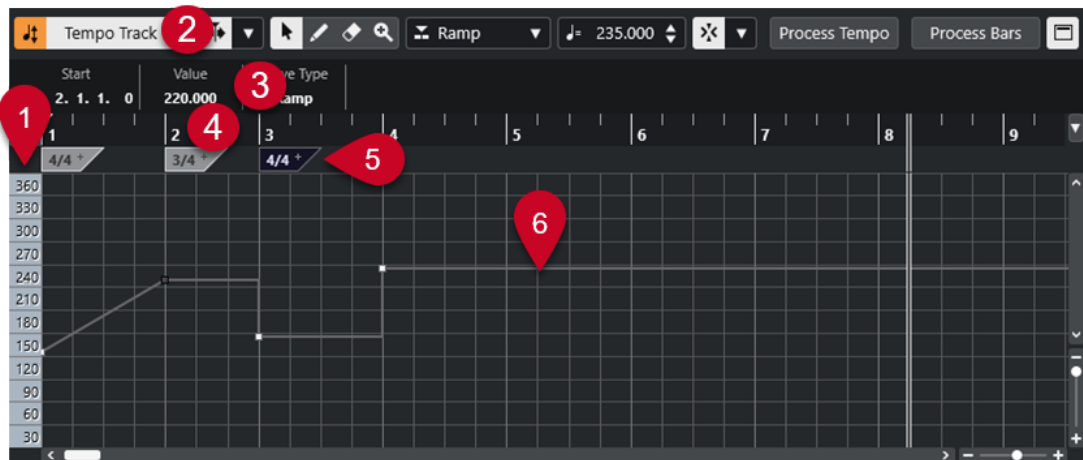 Tempo Track 2 Ramp 235.000 Process Tempo Process Bars
Start Value Type
2. 1. 1. 0 220.000 3
1 4
1 2 3 4 5 6 7 8 9
4/4 + 3/4 + 4/4 + 5
360
330
300 6
270
240
210
180
150
120
90
60
30